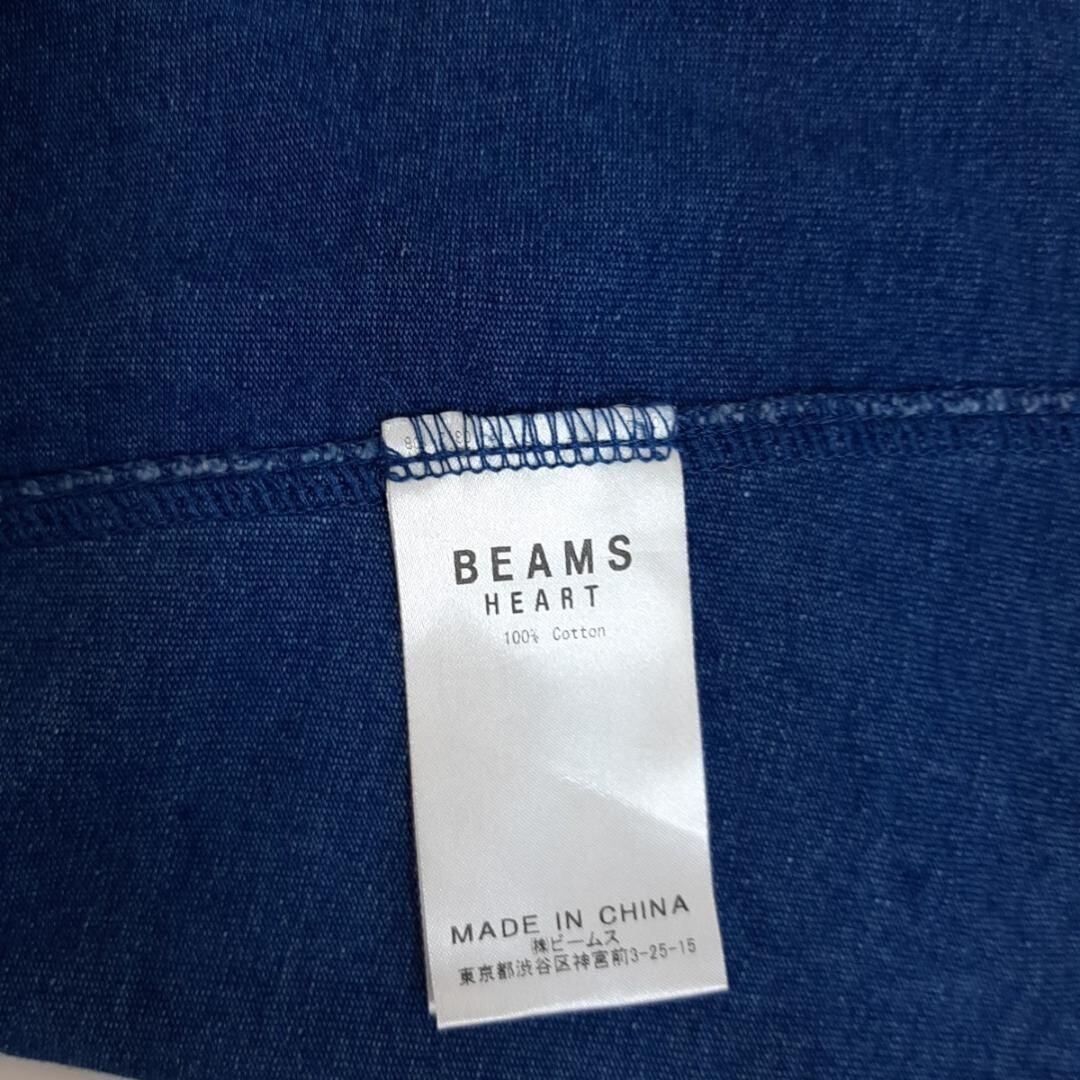 BEAMS
HEART
100% Cotton
MADE IN CHINA
㈱ビームス
東京都渋谷区神宮前3-25-15